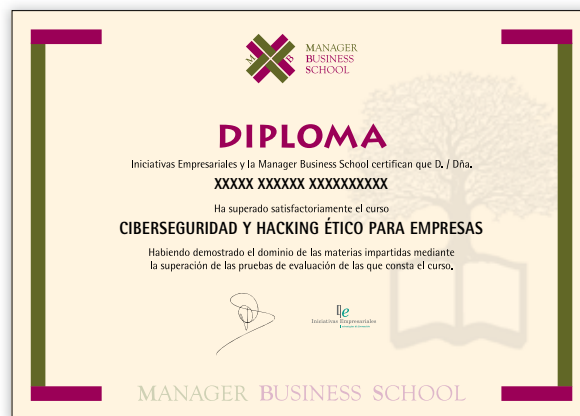 M B
MANAGER
BUSINESS
SCHOOL
DIPLOMA
Iniciativas Empresariales y la Manager Business School certifican que D. / Dña.
XXXXX XXXXXX XXXXXXXXXX
Ha superado satisfactoriamente el curso
CIBERSEGURIDAD Y HACKING ÉTICO PARA EMPRESAS
Habiendo demostrado el dominio de las materias impartidas mediante
la superación de las pruebas de evaluación de las que consta el curso.
Iniciativas Empresariales
MANAGER BUSINESS SCHOOL